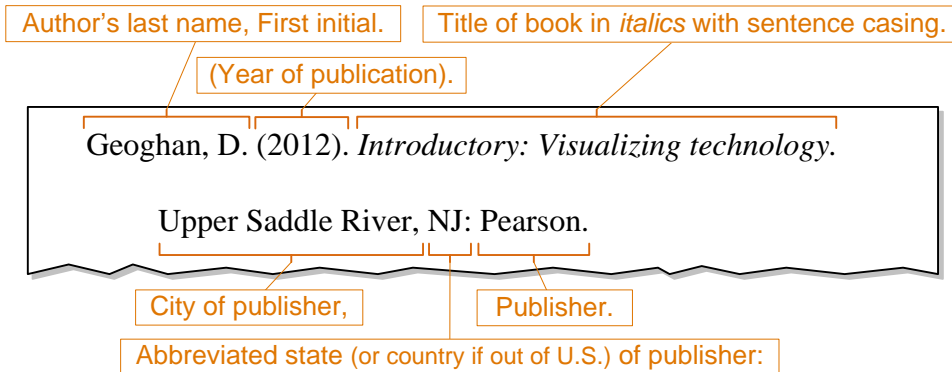 Author's last name, First initial.
Title of book in italics with sentence casing.
(Year of publication).
Geoghan, D. (2012). Introductory: Visualizing technology.
Upper Saddle River, NJ: Pearson.
City of publisher,
Publisher.
Abbreviated state (or country if out of U.S.) of publisher: